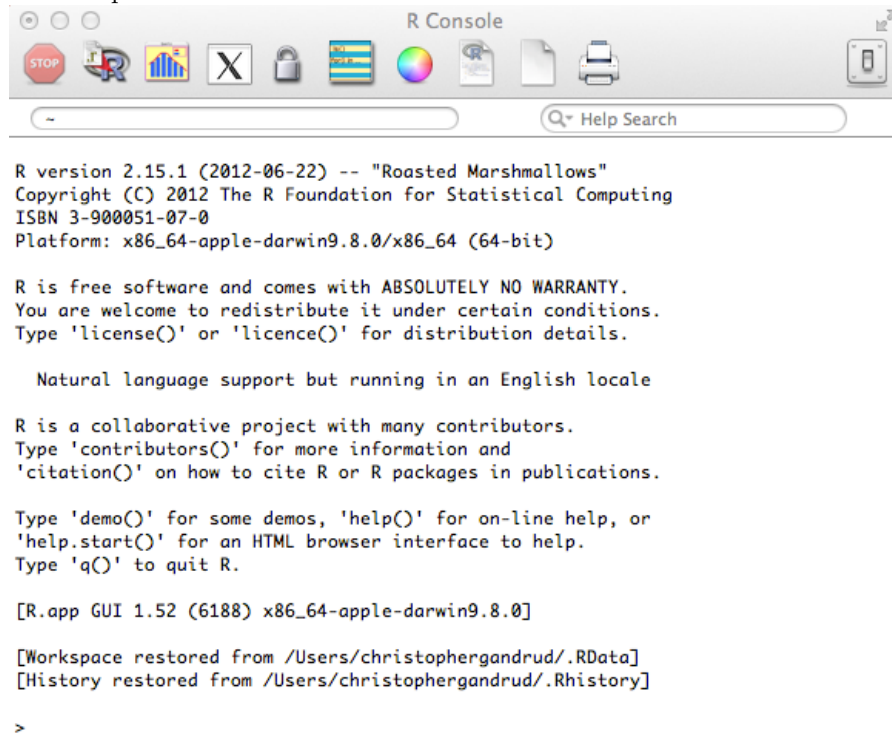 R Console
STOP
X
R
~
Help Search
R version 2.15.1 (2012-06-22) -- "Roasted Marshmallows"
Copyright (C) 2012 The R Foundation for Statistical Computing
ISBN 3-900051-07-0
Platform: x86_64-apple-darwin9.8.0/x86_64 (64-bit)
R is free software and comes with ABSOLUTELY NO WARRANTY.
You are welcome to redistribute it under certain conditions.
Type 'license()' or 'licence()' for distribution details.
Natural language support but running in an English locale
R is a collaborative project with many contributors.
Type 'contributors()' for more information and
'citation()' on how to cite R or R packages in publications.
Type 'demo()' for some demos, 'help()' for on-line help, or
'help.start()' for an HTML browser interface to help.
Type 'q()' to quit R.
[R.app GUI 1.52 (6188) x86_64-apple-darwin9.8.0]
[Workspace restored from /Users/christophergandrud/.RData]
[History restored from /Users/christophergandrud/.Rhistory]
>